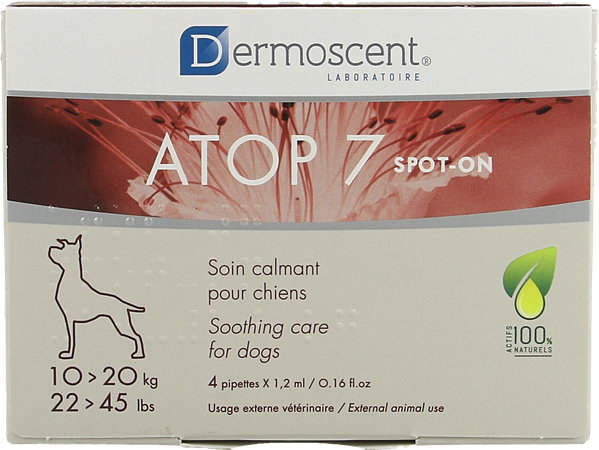 Dermoscent®
LABORATOIRE
ATOP 7 SPOT-ON
Soin calmant
pour chiens
Soothing care
for dogs
10 > 20 kg
22 > 45 lbs
4 pipettes X 1,2 ml / 0.16 fl.oz
Usage externe vétérinaire / External animal use
ACTIFS
100%
NATURELS